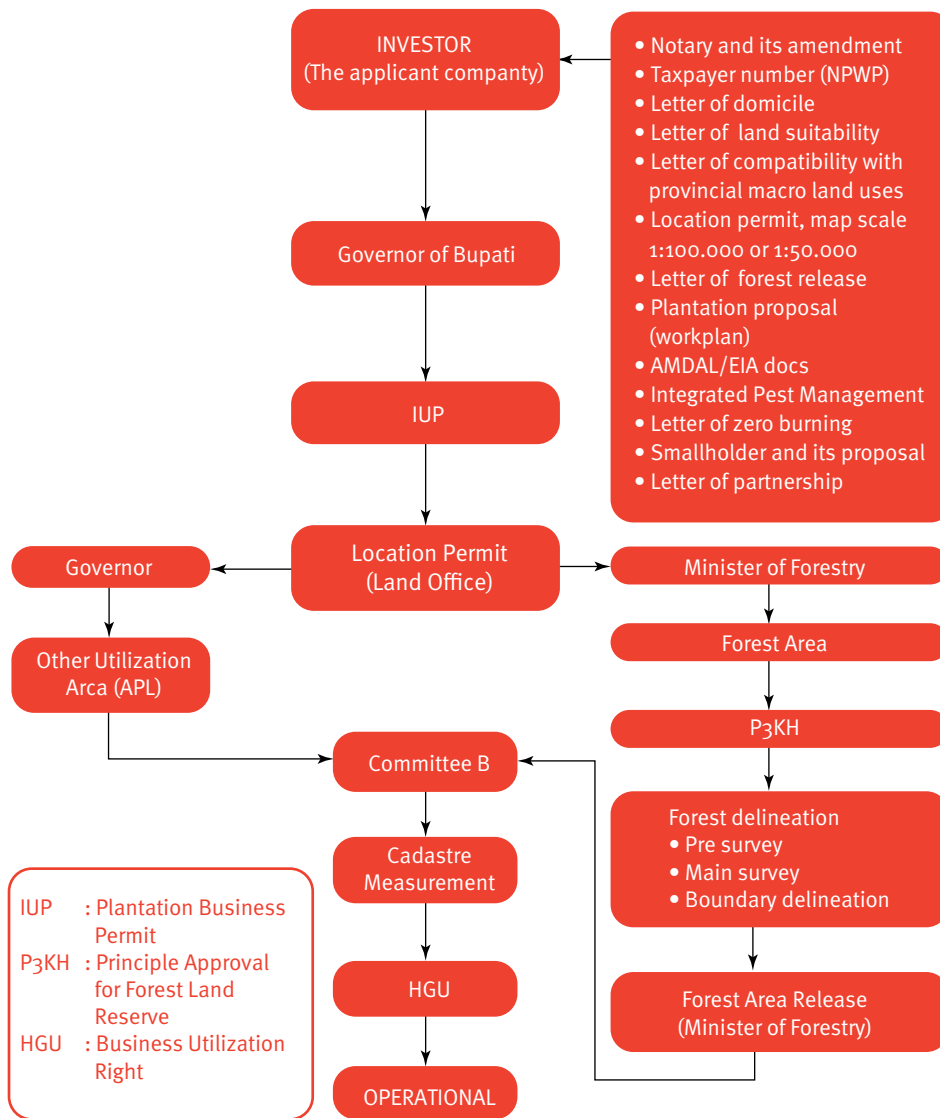 INVESTOR
(The applicant companty)
• Notary and its amendment
• Taxpayer number (NPWP)
• Letter of domicile
• Letter of land suitability
• Letter of compatibility with
provincial macro land uses
• Location permit, map scale
1:100.000 or 1:50.000
• Letter of forest release
• Plantation proposal
(workplan)
• AMDAL/EIA docs
• Integrated Pest Management
• Letter of zero burning
• Smallholder and its proposal
• Letter of partnership
Governor of Bupati
IUP
Location Permit
(Land Office)
Governor
Other Utilization
Arca (APL)
Minister of Forestry
Forest Area
P3KH
Forest delineation
• Pre survey
• Main survey
• Boundary delineation
Forest Area Release
(Minister of Forestry)
Committee B
Cadastre
Measurement
HGU
OPERATIONAL
IUP : Plantation Business
Permit
P3KH : Principle Approval
for Forest Land
Reserve
HGU : Business Utilization
Right